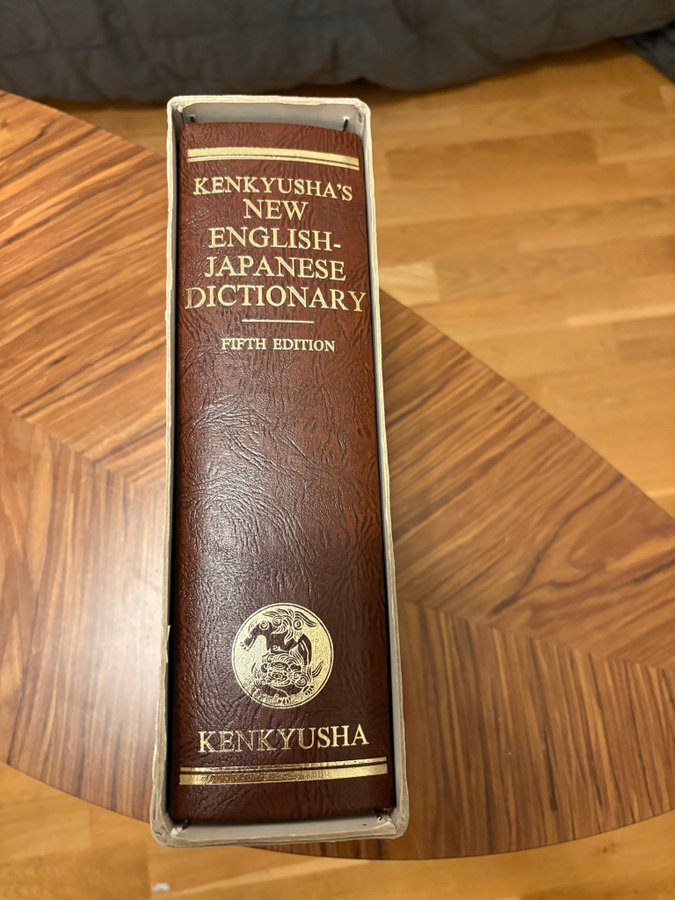 KENKYUSHA'S
NEW
ENGLISH-
JAPANESE
DICTIONARY
FIFTH EDITION
KENKYUSHA